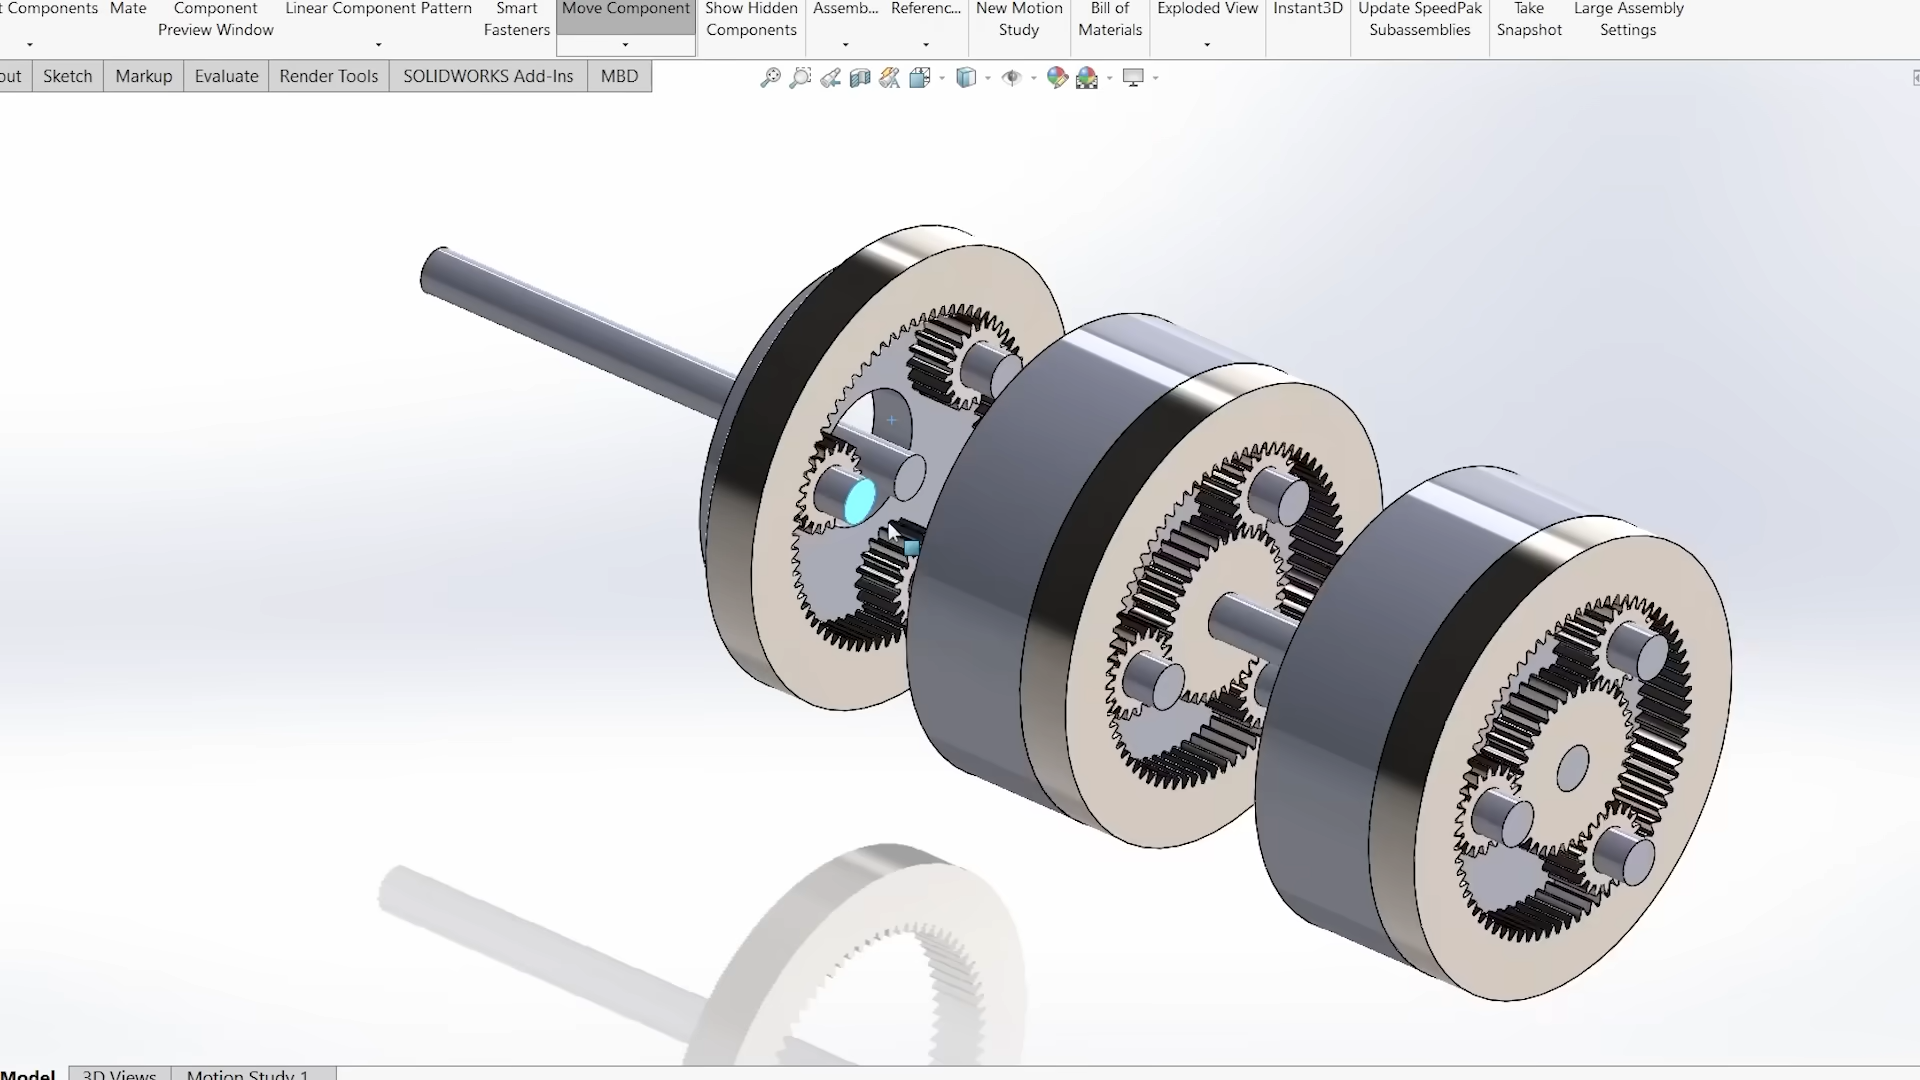 t Components Mate Component Linear Component Pattern Smart Move Component Show Hidden Assemb... Referenc... New Motion Bill of Exploded View Instant3D Update SpeedPak Take Large Assembly
Preview Window Fasteners Components Study Materials Subassemblies Snapshot Settings
out Sketch Markup Evaluate Render Tools SOLIDWORKS Add-Ins MBD
Model 3D Views Motion Study 1